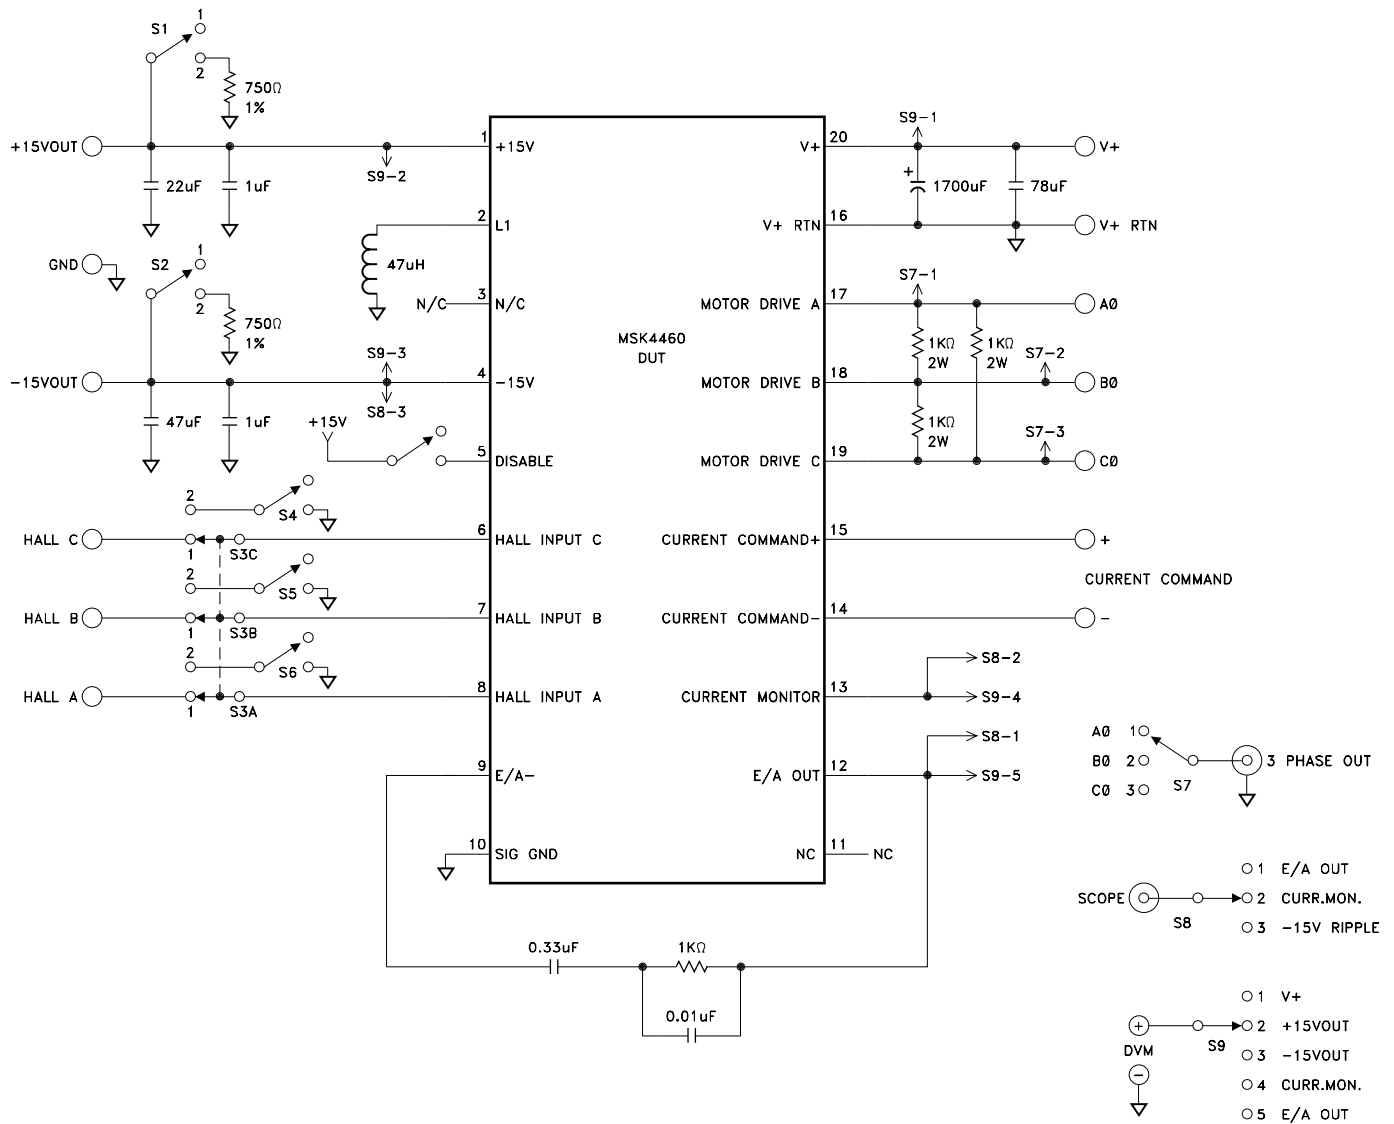 S1
1
2
750Ω
1%
+15VOUT
22uF
1uF
S9-2
1
+15V
MSK4460
DUT
20
V+
S9-1
+
1700uF
78uF
V+
2
L1
47uH
16
V+ RTN
V+ RTN
GND
S2
1
2
750Ω
1%
N/C
3
N/C
17
MOTOR DRIVE A
S7-1
1KΩ
2W
1KΩ
2W
AØ
-15VOUT
47uF
1uF
S9-3
S8-3
4
-15V
18
MOTOR DRIVE B
S7-2
BØ
1KΩ
2W
+15V
5
DISABLE
19
MOTOR DRIVE C
S7-3
CØ
2
S4
HALL C
1
S3C
6
HALL INPUT C
15
CURRENT COMMAND+
+
CURRENT COMMAND
2
S5
HALL B
1
S3B
7
HALL INPUT B
14
CURRENT COMMAND-
-
2
S6
HALL A
1
S3A
8
HALL INPUT A
13
CURRENT MONITOR
S8-2
S9-4
9
E/A-
12
E/A OUT
S8-1
S9-5
10
SIG GND
11
NC
NC
0.33uF
1KΩ
0.01uF
AØ 1
BØ 2
CØ 3
S7
3 PHASE OUT
SCOPE
S8
1 E/A OUT
2 CURR.MON.
3 -15V RIPPLE
+
DVM
-
S9
1 V+
2 +15VOUT
3 -15VOUT
4 CURR.MON.
5 E/A OUT